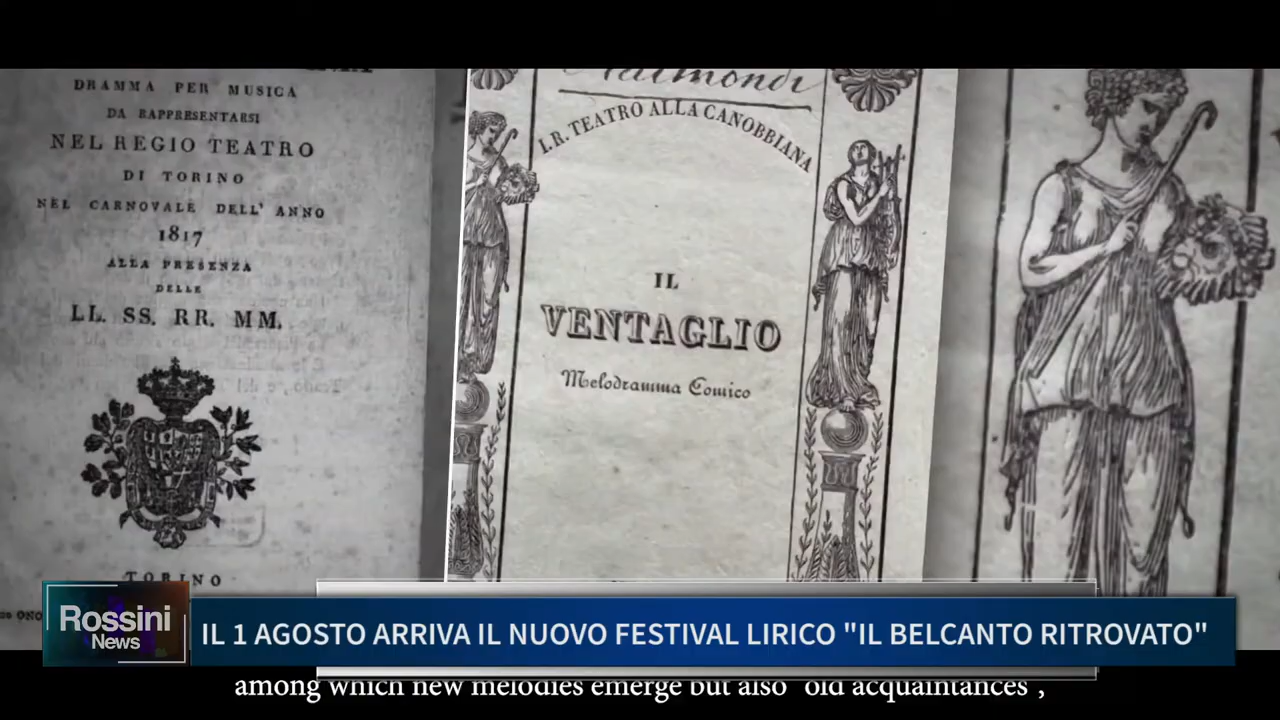 DRAMMA PER MUSICA
DA RAPPRESENTARSI
NEL REGIO TEATRO
DI TORINO
NEL CARNOVALE DELL' ANNO
1817
ALLA PRESENZA
DELLE
LL. SS. RR. MM.
TORINO
I. R. TEATRO ALLA CANOBBIANA
IL
VENTAGLIO
Melodramma Comico
Rossini
News
IL 1 AGOSTO ARRIVA IL NUOVO FESTIVAL LIRICO "IL BELCANTO RITROVATO"
among which new melodies emerge but also "old acquaintances",